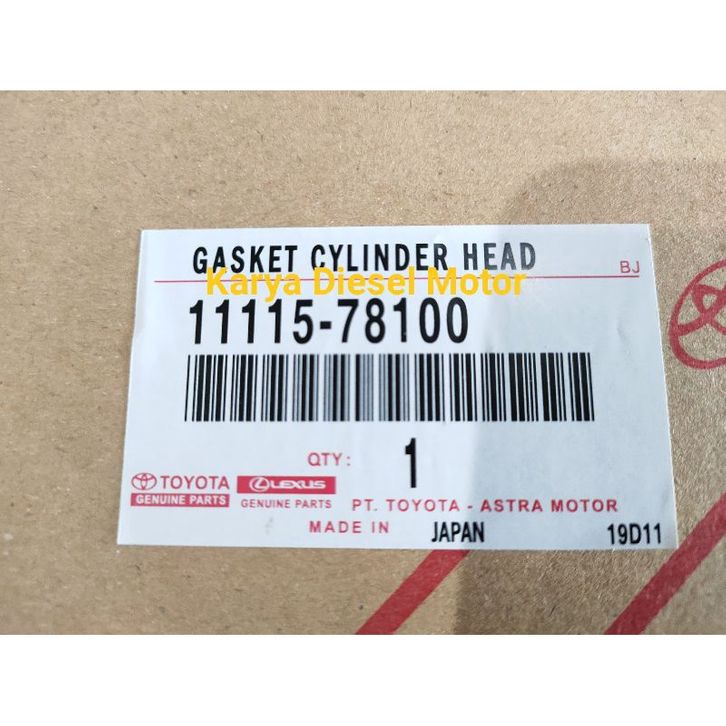 GASKET CYLINDER HEAD
BJ
Karya Diesel Motor
11115-78100
QTY: 1
TOYOTA
GENUINE PARTS
LEXUS
GENUINE PARTS
PT. TOYOTA - ASTRA MOTOR
MADE IN JAPAN
19D11